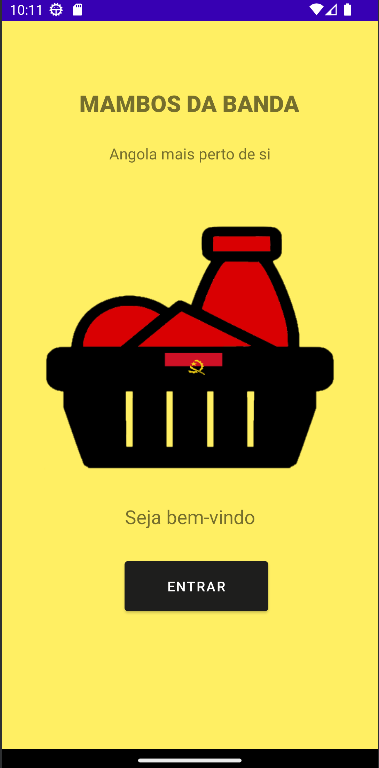 10:11
MAMBOS DA BANDA
Angola mais perto de si
Seja bem-vindo
ENTRAR